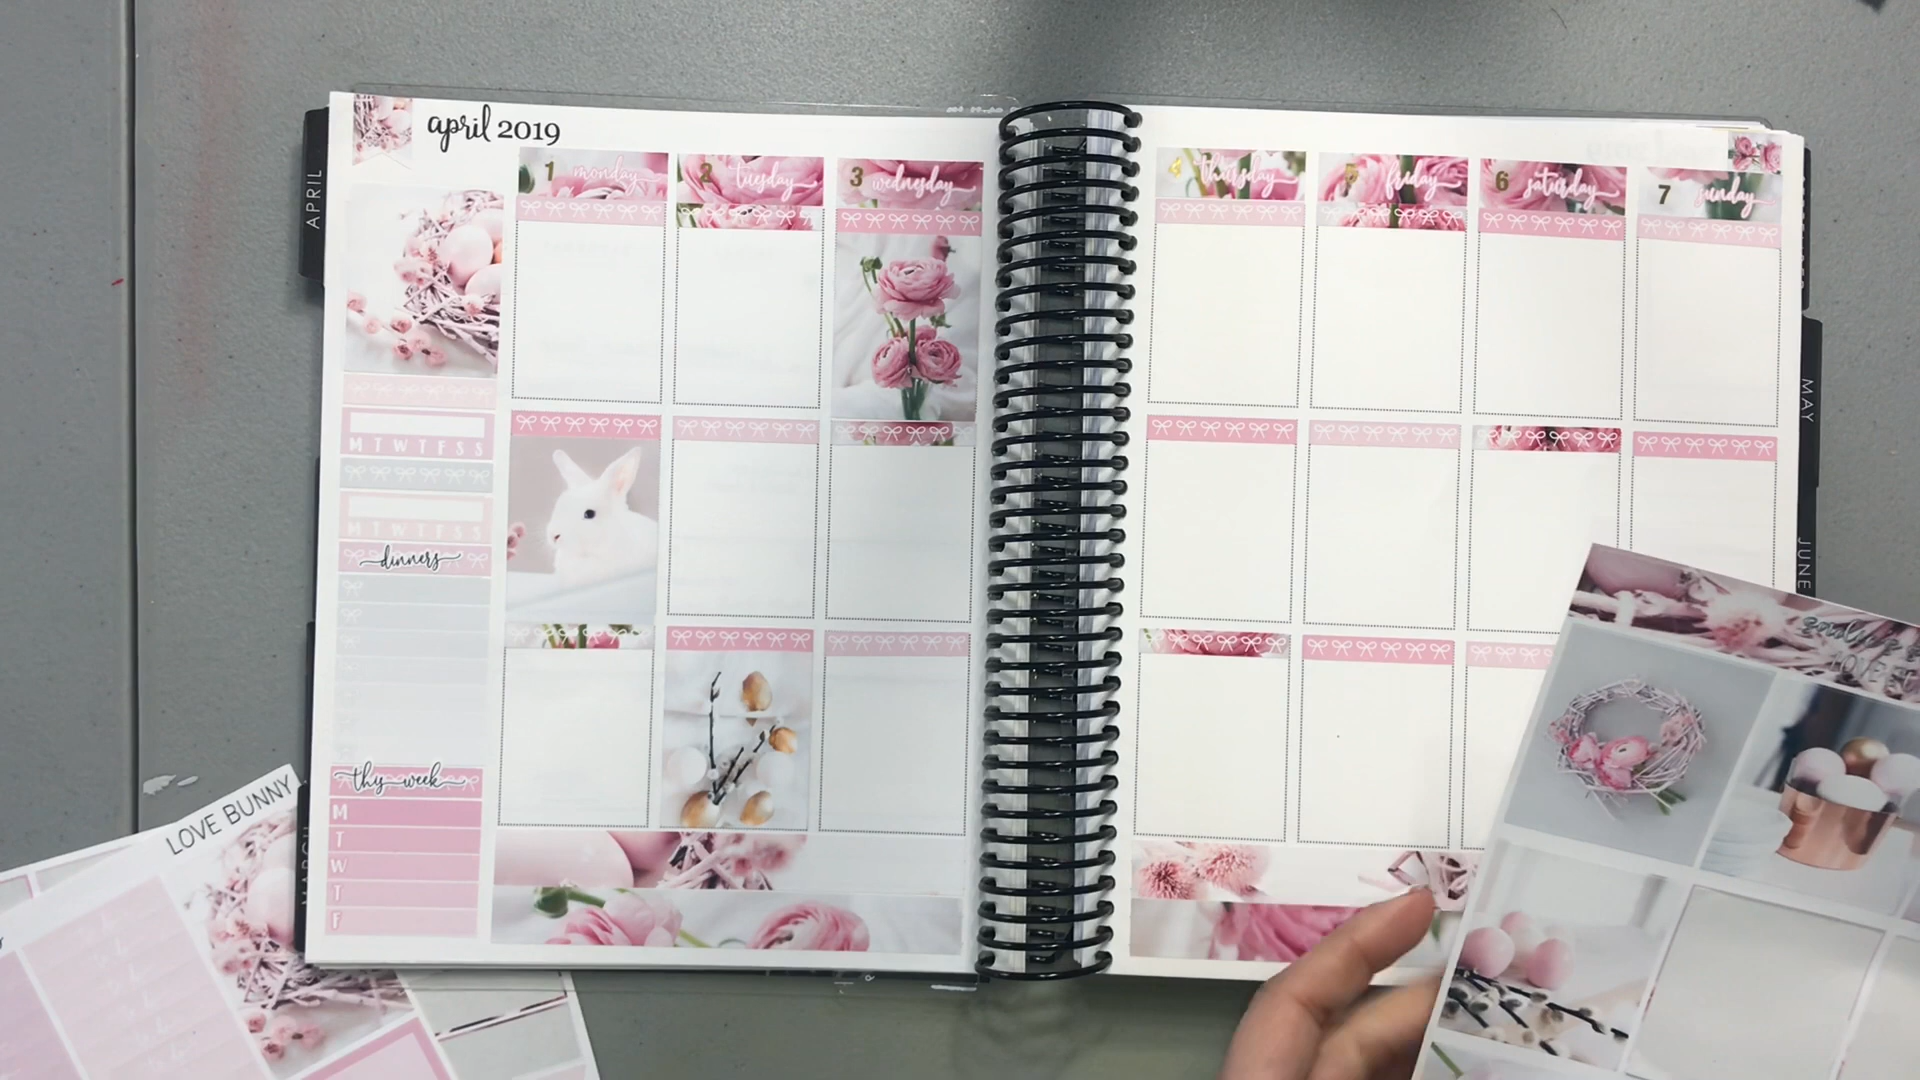 april 2019
1 monday
2 tuesday
3 wednesday
4 thursday
5 friday
6 saturday
7 sunday
APRIL
M T W T F S S
M T W T F S S
dinners
thy week
M
T
W
T
F
MAY
JUNE
MARCH
LOVE BUNNY